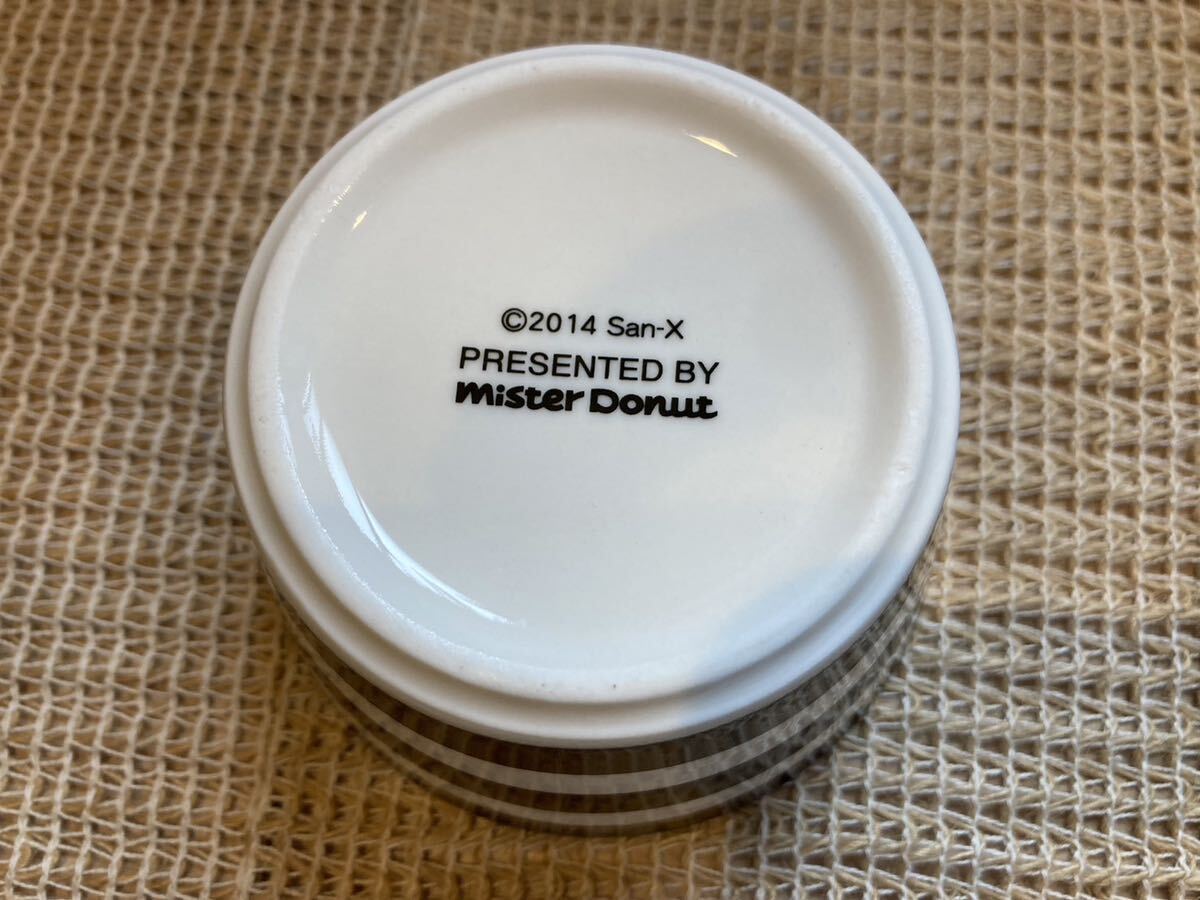 ©2014 San-X
PRESENTED BY
Mister Donut